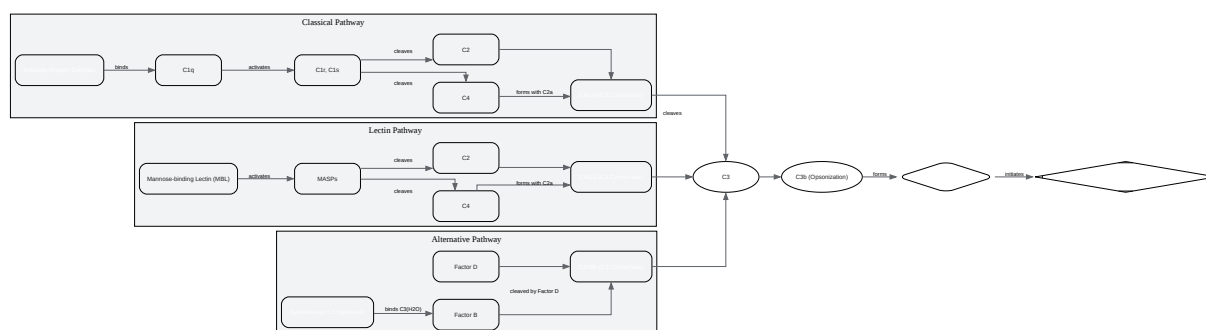 Classical Pathway
binds
C1q
activates
C1r, C1s
cleaves
cleaves
C2
C4
forms with C2a
cleaves
Lectin Pathway
Mannose-binding Lectin (MBL)
activates
MASPs
cleaves
cleaves
C2
C4
forms with C2a
C3
C3b (Opsonization)
forms
initiates
Alternative Pathway
Factor D
cleaved by Factor D
binds C3(H2O)
Factor B